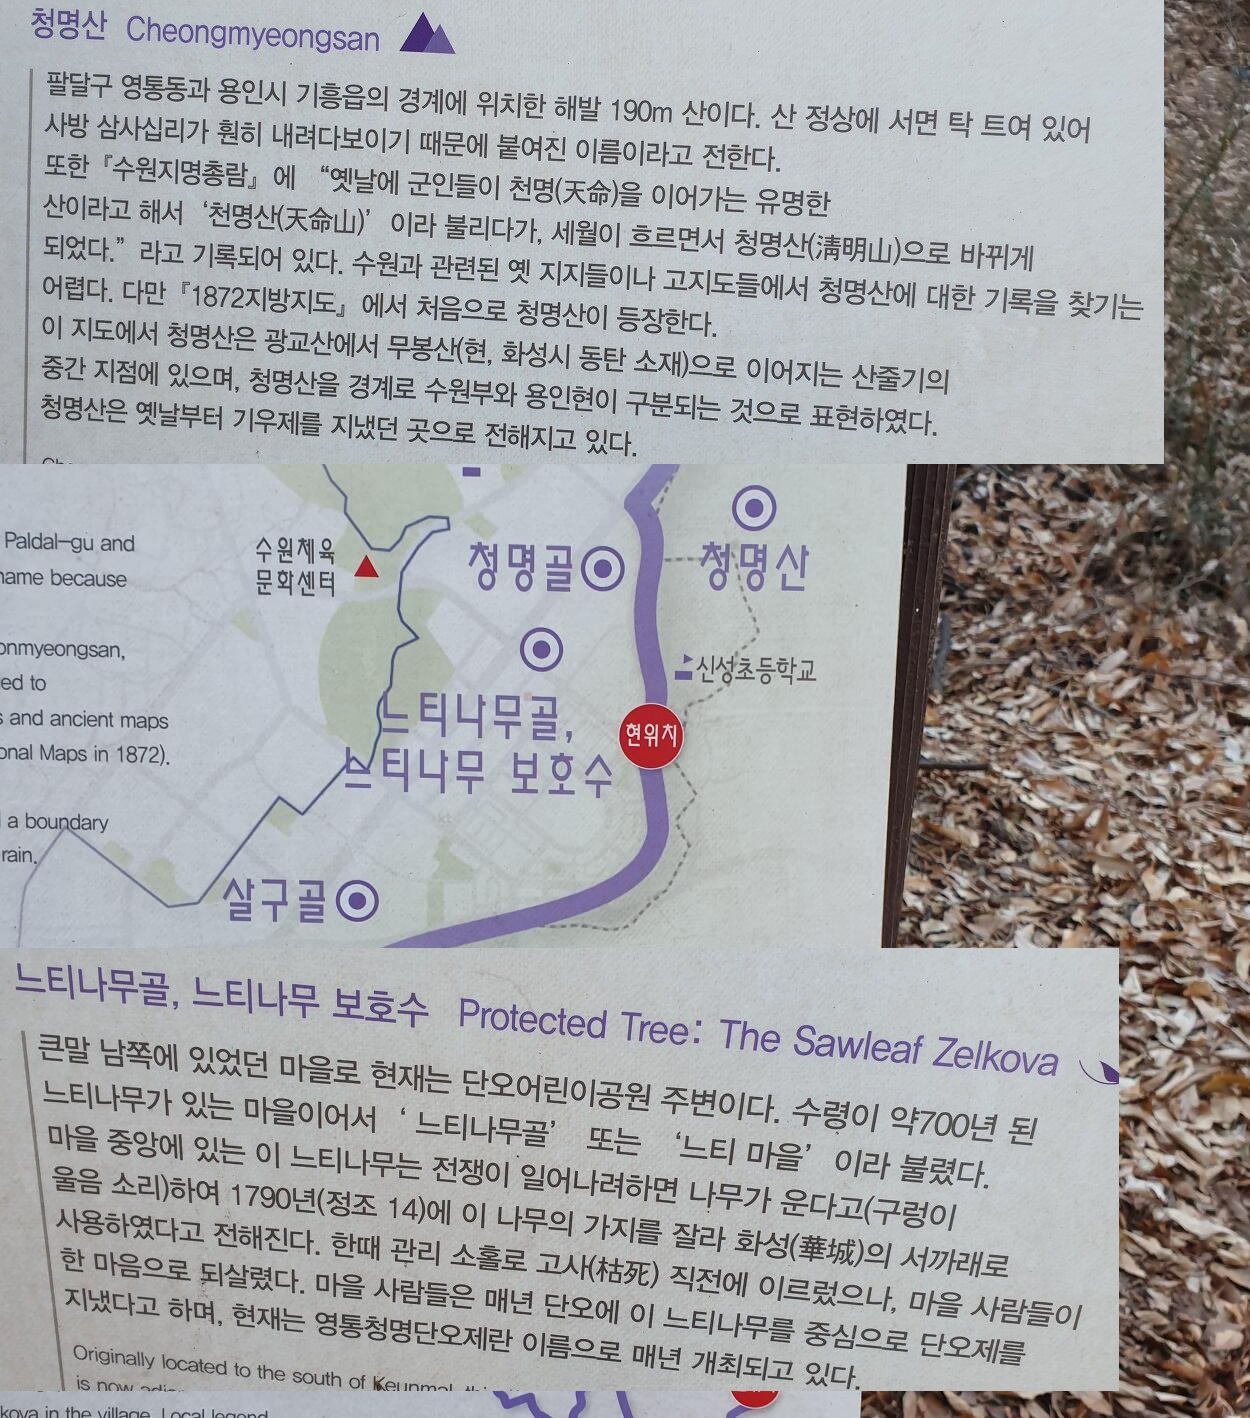 청명산 Cheongmyeongsan
팔달구 영통동과 용인시 기흥읍의 경계에 위치한 해발 190m 산이다. 산 정상에 서면 탁 트여 있어
사방 삼사십리가 훤히 내려다보이기 때문에 붙여진 이름이라고 전한다.
또한『수원지명총람』에 “옛날에 군인들이 천명(天命)을 이어가는 유명한
산이라고 해서 ‘천명산(天命山)’ 이라 불리다가, 세월이 흐르면서 청명산(淸明山)으로 바뀌게
되었다.” 라고 기록되어 있다. 수원과 관련된 옛 지지들이나 고지도들에서 청명산에 대한 기록을 찾기는
어렵다. 다만『1872지방지도』에서 처음으로 청명산이 등장한다.
이 지도에서 청명산은 광교산에서 무봉산(현, 화성시 동탄 소재)으로 이어지는 산줄기의
중간 지점에 있으며, 청명산을 경계로 수원부와 용인현이 구분되는 것으로 표현하였다.
청명산은 옛날부터 기우제를 지냈던 곳으로 전해지고 있다.
Paldal-gu and
name because
onmyeongsan,
ed to
s and ancient maps
onal Maps in 1872).
a boundary
rain.
수원체육
문화센터
청명골
청명산
신성초등학교
느티나무골,
느티나무 보호수
현위치
살구골
느티나무골, 느티나무 보호수 Protected Tree: The Sawleaf Zelkova
큰말 남쪽에 있었던 마을로 현재는 단오어린이공원 주변이다. 수령이 약700년 된
느티나무가 있는 마을이어서 ‘느티나무골’ 또는 ‘느티 마을’ 이라 불렸다.
마을 중앙에 있는 이 느티나무는 전쟁이 일어나려하면 나무가 운다고(구렁이
울음 소리)하여 1790년(정조 14)에 이 나무의 가지를 잘라 화성(華城)의 서까래로
사용하였다고 전해진다. 한때 관리 소홀로 고사(枯死) 직전에 이르렀으나, 마을 사람들이
한 마음으로 되살렸다. 마을 사람들은 매년 단오에 이 느티나무를 중심으로 단오제를
지냈다고 하며, 현재는 영통청명단오제란 이름으로 매년 개최되고 있다.
Originally located to the south of Keunmal,
is now
kova in the village. Local legend